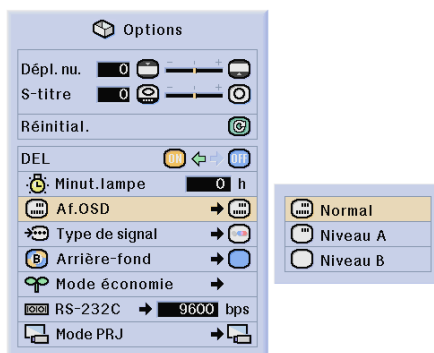 Options
Dépl. nu. 0
S-titre 0
Réinitial.
DEL ON OFF
Minut.lampe 0 h
Af.OSD
Type de signal
B Arrière-fond
Mode économie
RS-232C 9600 bps
Mode PRJ
Normal
Niveau A
Niveau B